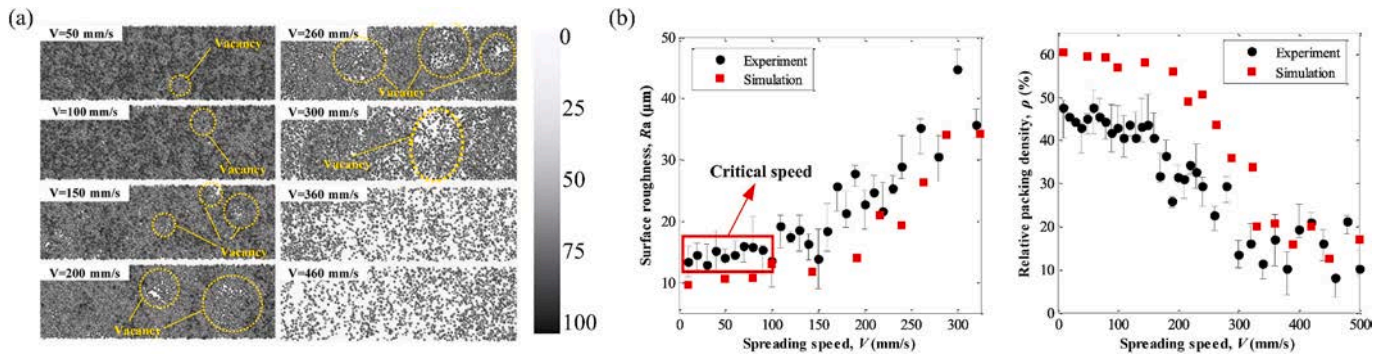 (a)
V=50 mm/s
Vacancy
V=100 mm/s
Vacancy
V=150 mm/s
Vacancy
V=200 mm/s
Vacancy
V=260 mm/s
Vacancy
V=300 mm/s
Vacancy
V=360 mm/s
V=460 mm/s
0
25
50
75
100
(b)
Surface roughness, Ra (μm)
50
40
30
20
10
Experiment
Simulation
Critical speed
0 50 100 150 200 250 300
Spreading speed, V (mm/s)
Relative packing density, ρ (%)
60
50
40
30
20
10
0
Experiment
Simulation
0 100 200 300 400 500
Spreading speed, V (mm/s)